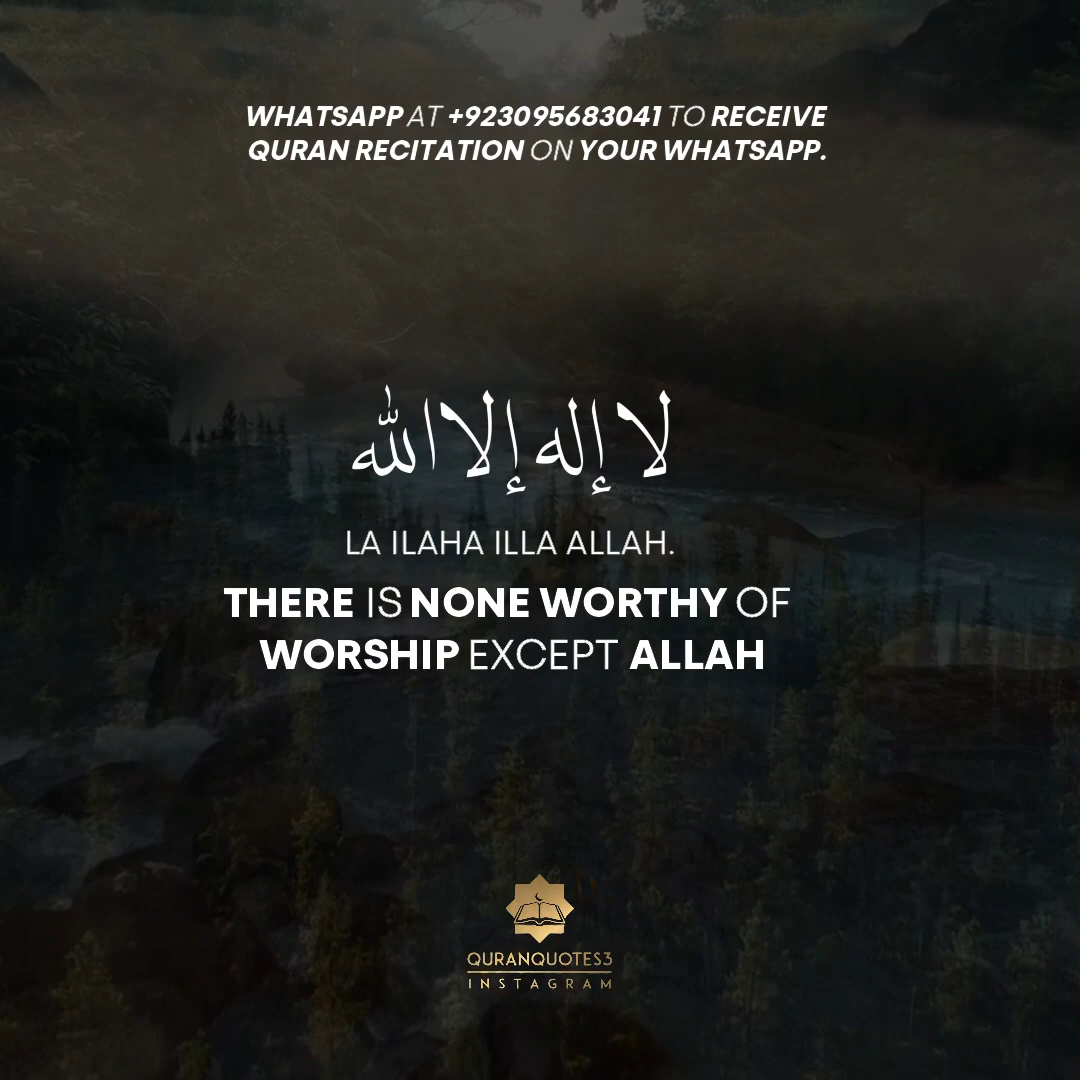 WHATSAPP AT +923095683041 TO RECEIVE
QURAN RECITATION ON YOUR WHATSAPP.
لا إله إلا الله
LA ILAHA ILLA ALLAH.
THERE IS NONE WORTHY OF
WORSHIP EXCEPT ALLAH
QURANQUOTES3
INSTAGRAM